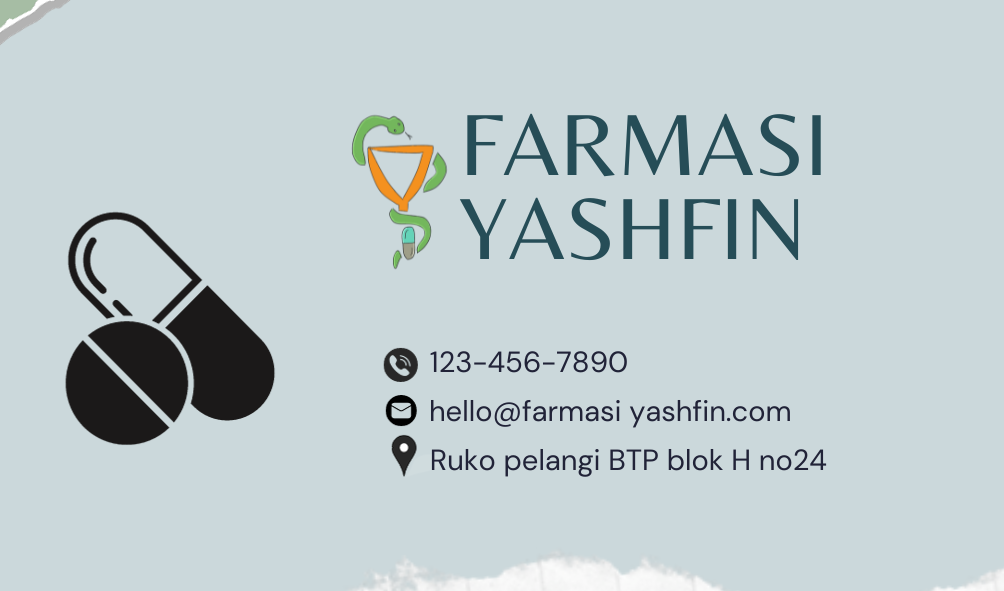 FARMASI
YASHFIN
123-456-7890
hello@farmasi yashfin.com
Ruko pelangi BTP blok H no24